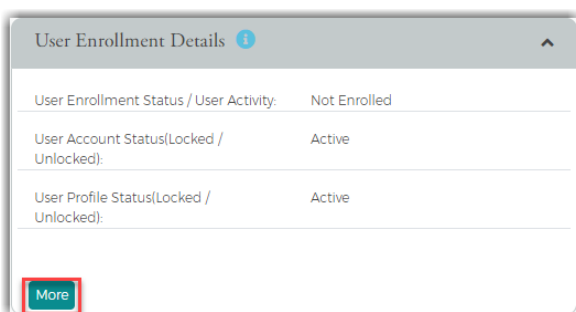 User Enrollment Details
User Enrollment Status / User Activity: Not Enrolled
User Account Status(Locked / Active
Unlocked):
User Profile Status(Locked / Active
Unlocked):
More